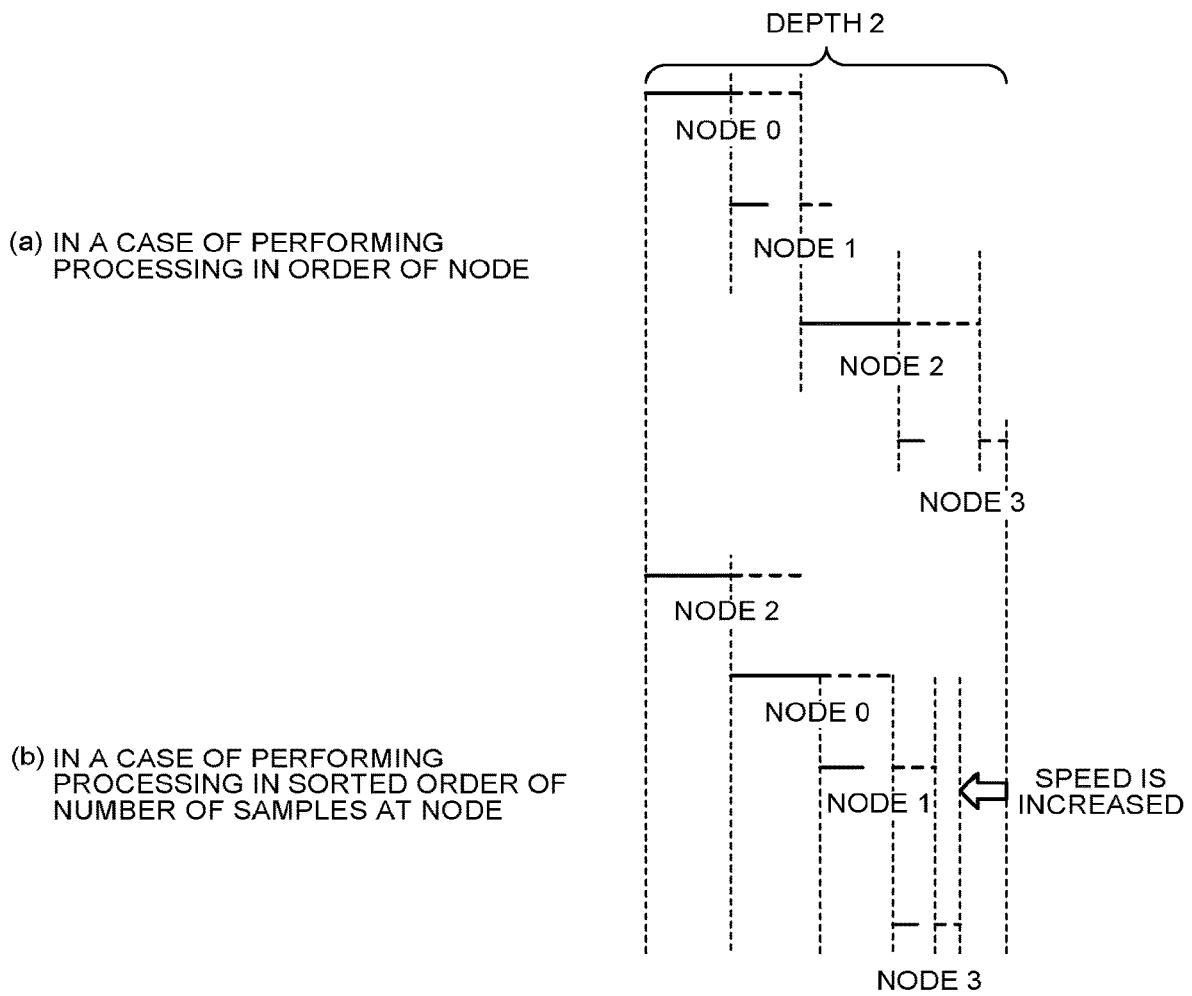 DEPTH 2
NODE 0
(a) IN A CASE OF PERFORMING
PROCESSING IN ORDER OF NODE
NODE 1
NODE 2
NODE 3
NODE 2
NODE 0
(b) IN A CASE OF PERFORMING
PROCESSING IN SORTED ORDER OF
NUMBER OF SAMPLES AT NODE
NODE 1
SPEED IS
INCREASED
NODE 3